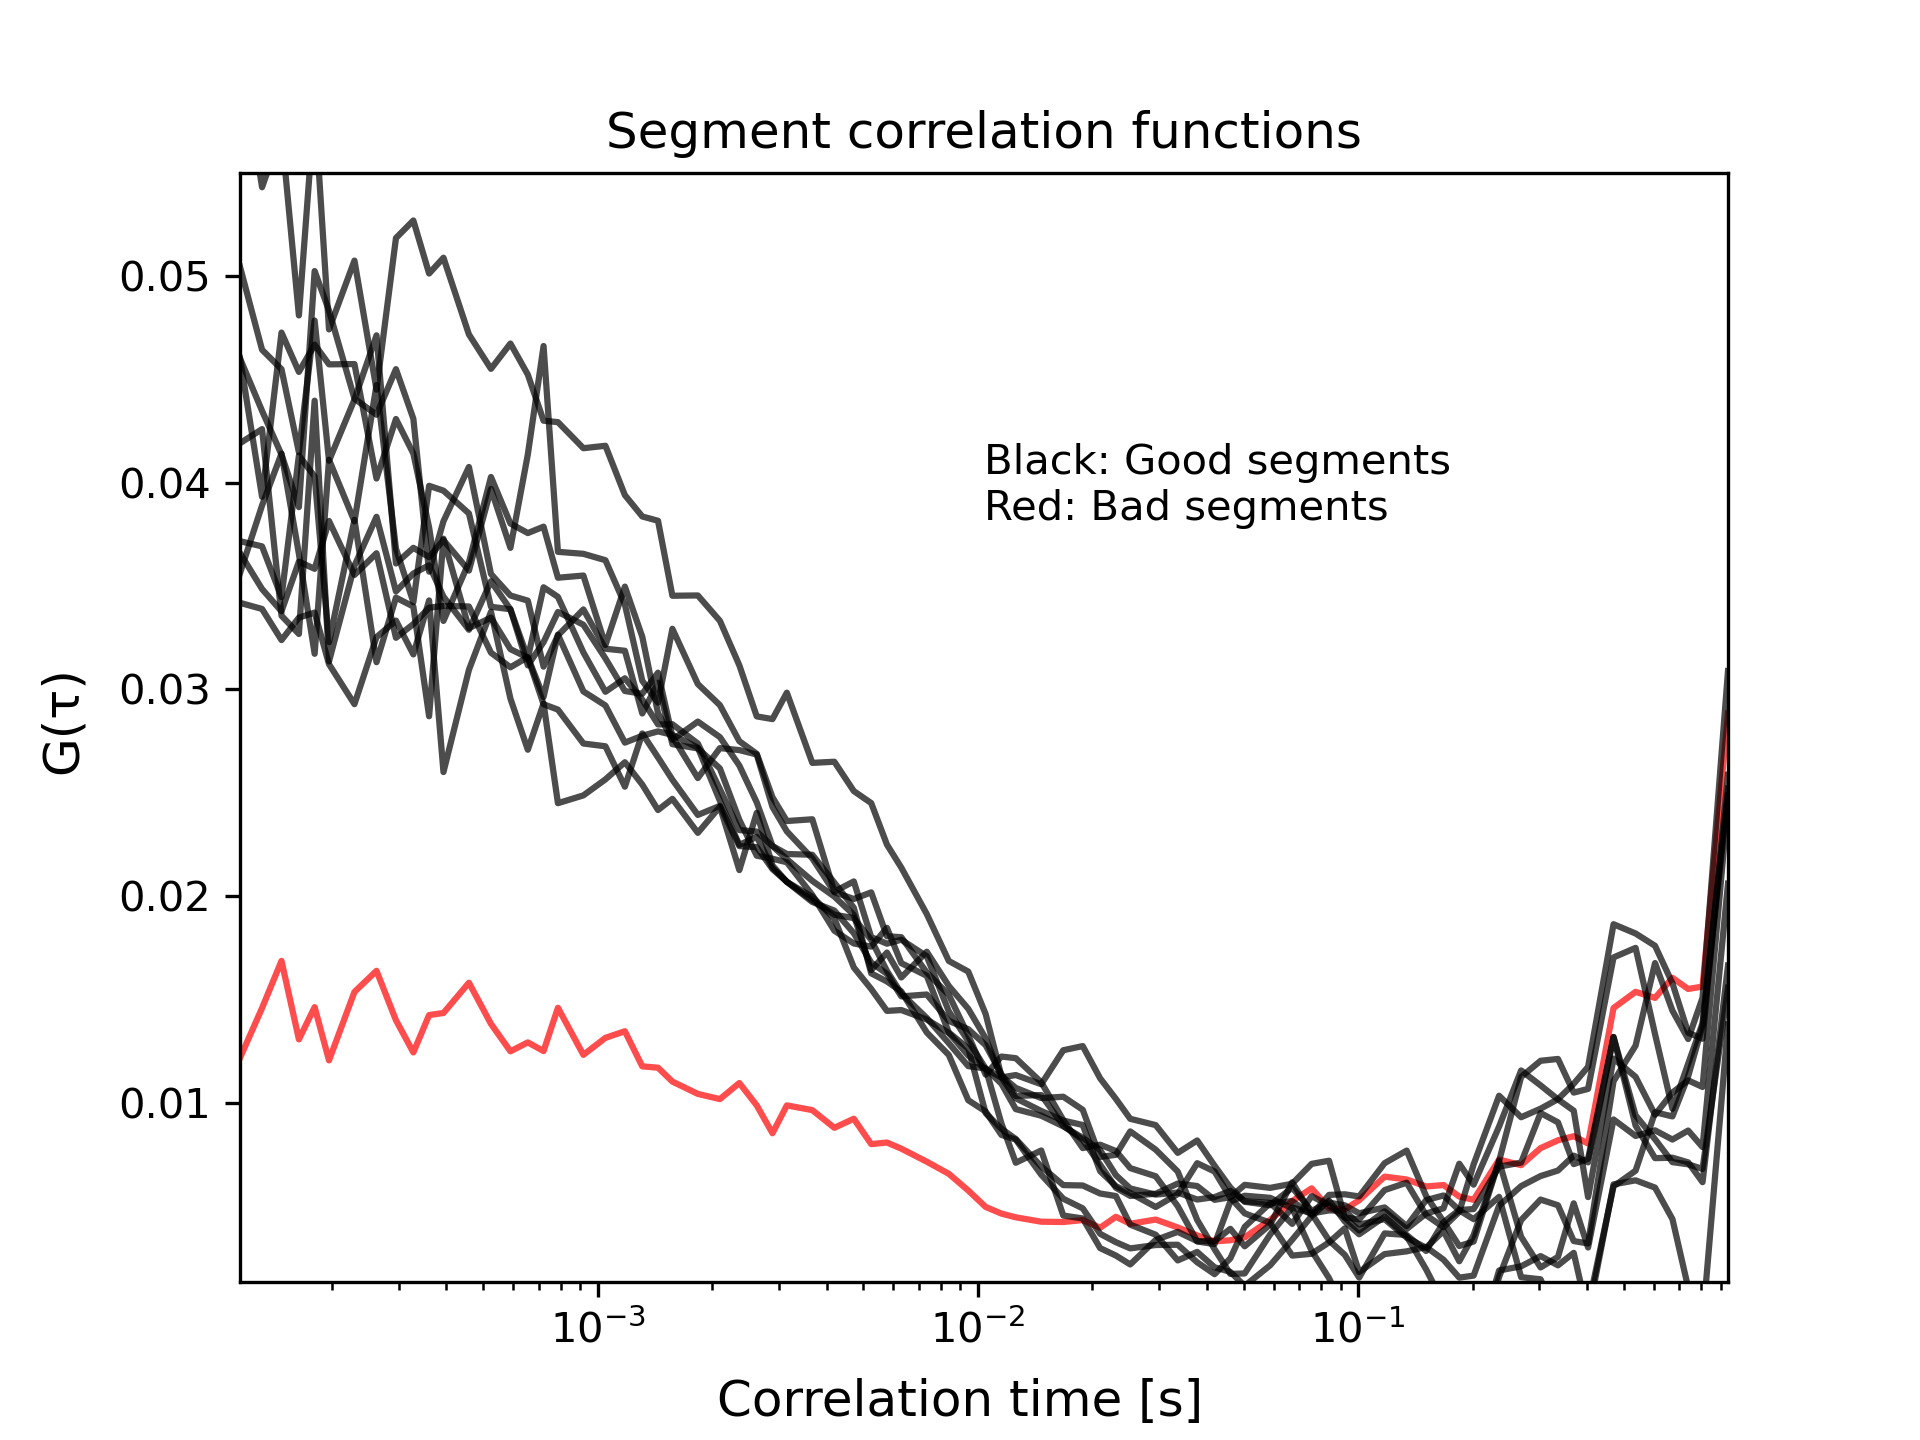 Segment correlation functions
0.05
0.04
0.03
0.02
0.01
G(τ)
Black: Good segments
Red: Bad segments
10⁻³ 10⁻² 10⁻¹
Correlation time [s]